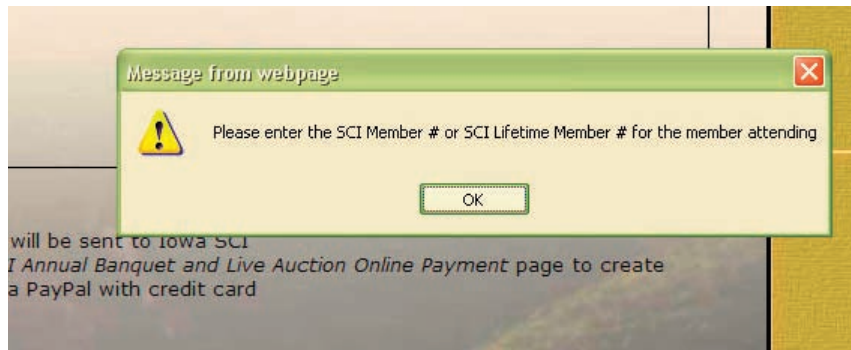 Message from webpage
Please enter the SCI Member # or SCI Lifetime Member # for the member attending
OK
will be sent to Iowa SCI
I Annual Banquet and Live Auction Online Payment page to create
a PayPal with credit card